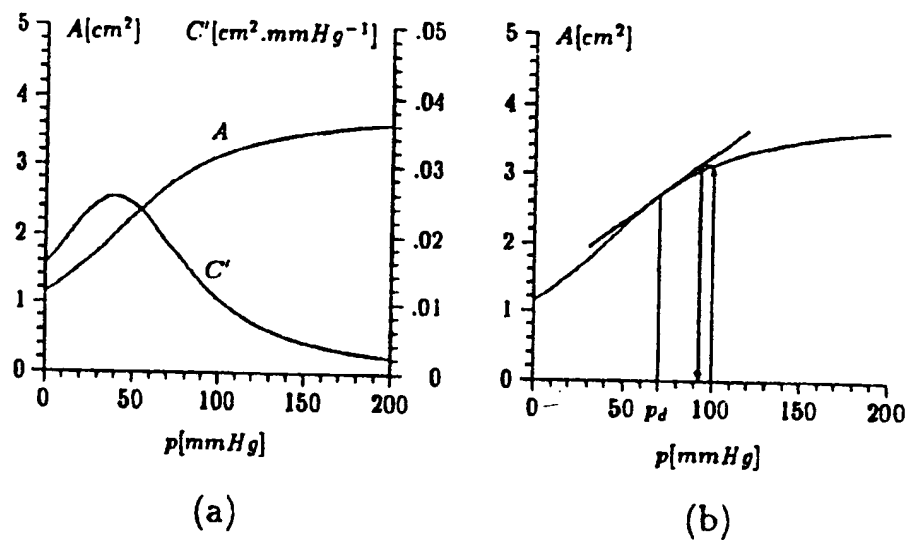 A[cm²] C'[cm².mmHg⁻¹]
5
4
3
2
1
0
.05
.04
.03
.02
.01
0
A
C'
0 50 100 150 200
p[mmHg]
(a)
A[cm²]
5
4
3
2
1
0
0 50 p_d 100 150 200
p[mmHg]
(b)